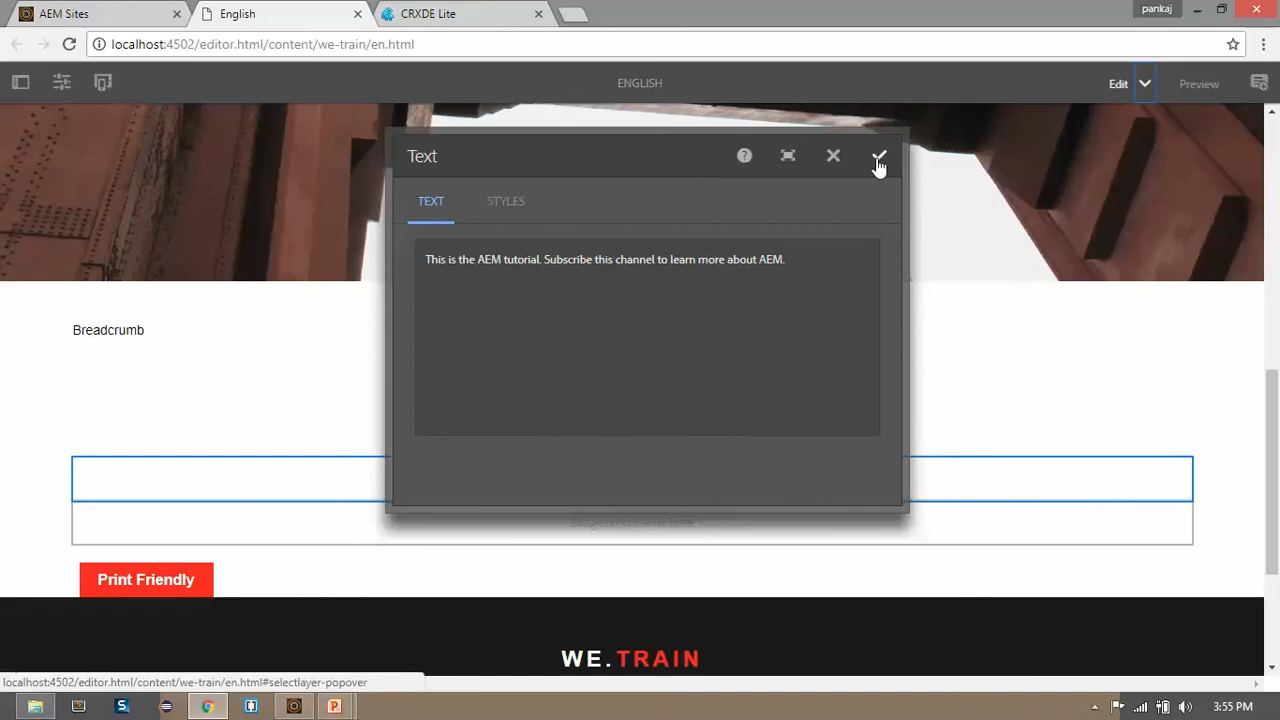 AEM Sites
English
CRXDE Lite
pankaj
localhost:4502/editor.html/content/we-train/en.html
ENGLISH
Edit
Preview
Text
TEXT
STYLES
This is the AEM tutorial. Subscribe this channel to learn more about AEM.
Breadcrumb
Print Friendly
WE.TRAIN
localhost:4502/editor.html/content/we-train/en.html#selectlayer-popover
3:55 PM